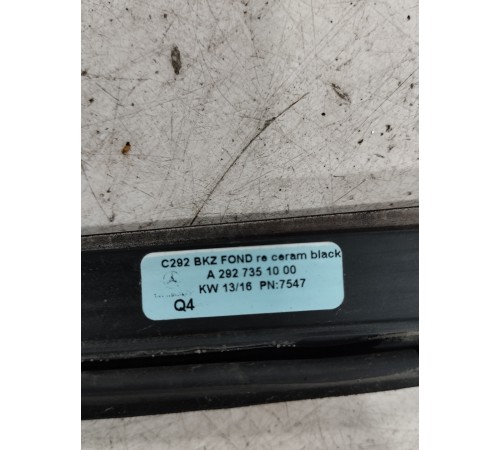 C292 BKZ FOND re ceram black
A 292 735 10 00
KW 13/16 PN:7547
Q4